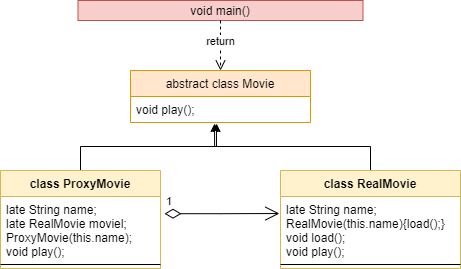 void main()
return
abstract class Movie
void play();
class ProxyMovie
late String name;
late RealMovie movieI;
ProxyMovie(this.name);
void play();
1
class RealMovie
late String name;
RealMovie(this.name){load();}
void load();
void play();